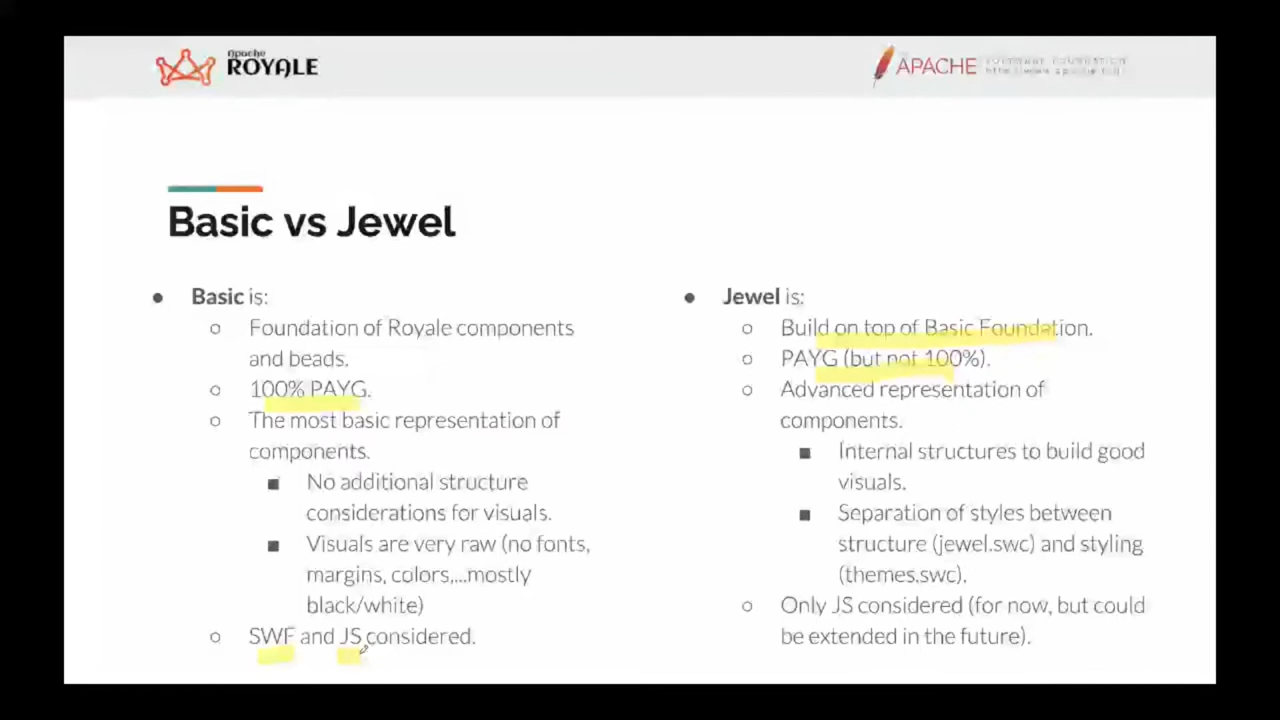 Apache
ROYALE
APACHE
Basic vs Jewel
● Basic is:
○ Foundation of Royale components
and beads.
○ 100% PAYG.
○ The most basic representation of
components.
■ No additional structure
considerations for visuals.
■ Visuals are very raw (no fonts,
margins, colors,...mostly
black/white)
○ SWF and JS considered.
● Jewel is:
○ Build on top of Basic Foundation.
○ PAYG (but not 100%).
○ Advanced representation of
components.
■ Internal structures to build good
visuals.
■ Separation of styles between
structure (jewel.swc) and styling
(themes.swc).
○ Only JS considered (for now, but could
be extended in the future).